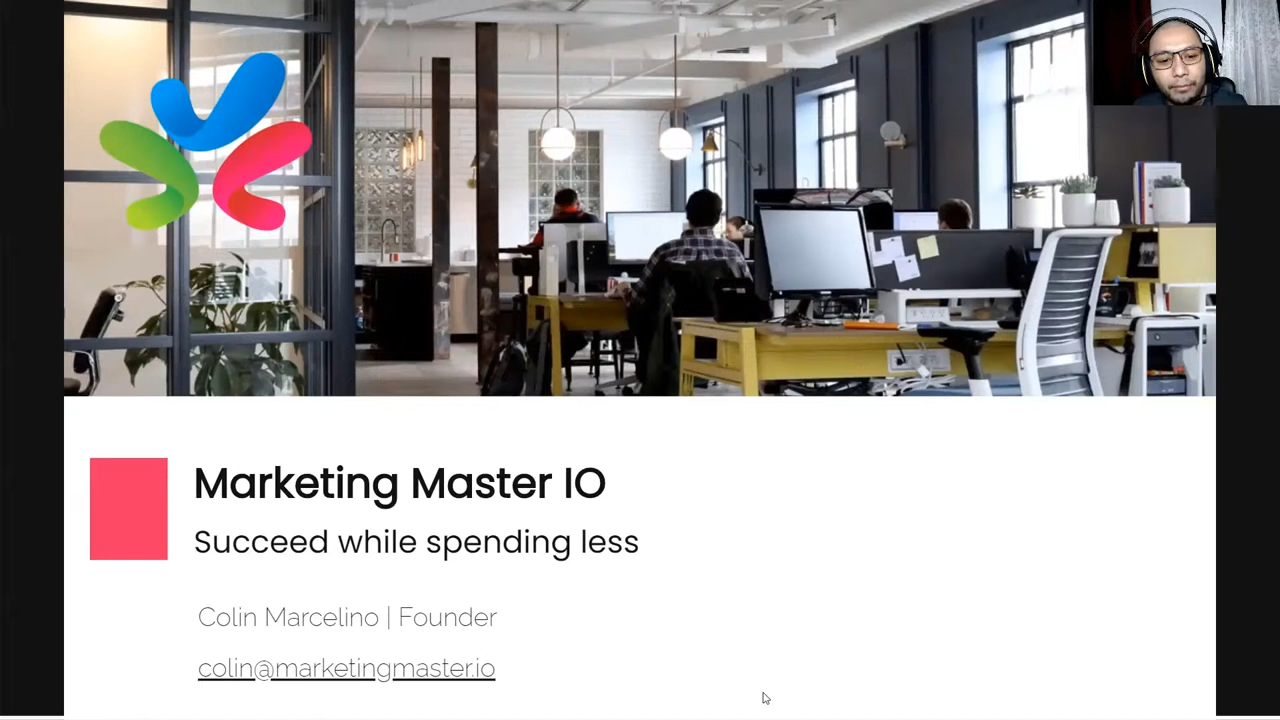 Marketing Master IO
Succeed while spending less
Colin Marcelino | Founder
colin@marketingmaster.io